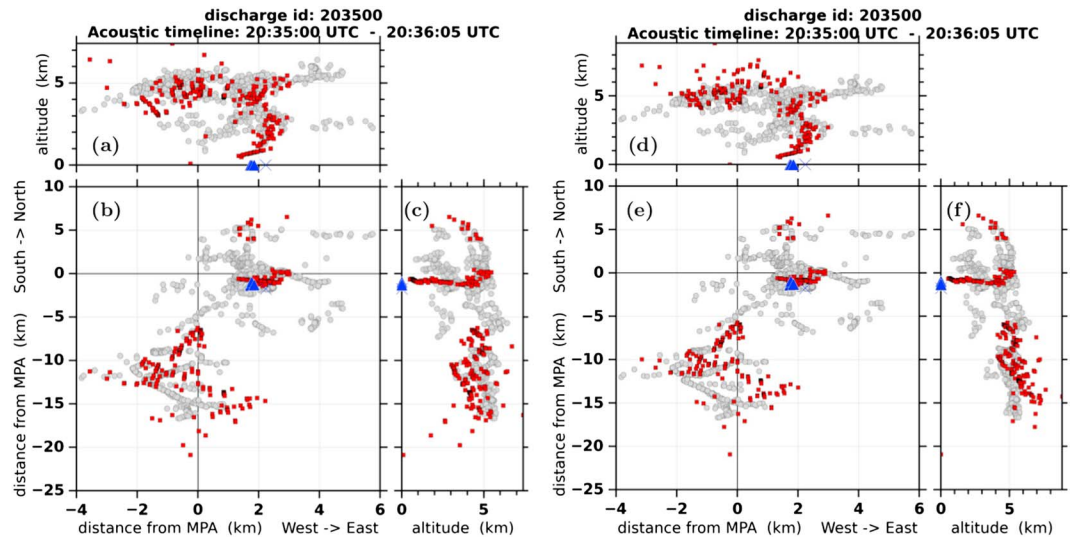 discharge id: 203500
Acoustic timeline: 20:35:00 UTC - 20:36:05 UTC
altitude (km)
5
0
(a)
10
5
0
−5
−10
−15
−20
−25
distance from MPA (km) South -> North
(b)
(c)
−4 −2 0 2 4 6
0 5
distance from MPA (km) West -> East
altitude (km)
discharge id: 203500
Acoustic timeline: 20:35:00 UTC - 20:36:05 UTC
altitude (km)
5
0
(d)
10
5
0
−5
−10
−15
−20
−25
distance from MPA (km) South -> North
(e)
(f)
−4 −2 0 2 4 6
0 5
distance from MPA (km) West -> East
altitude (km)